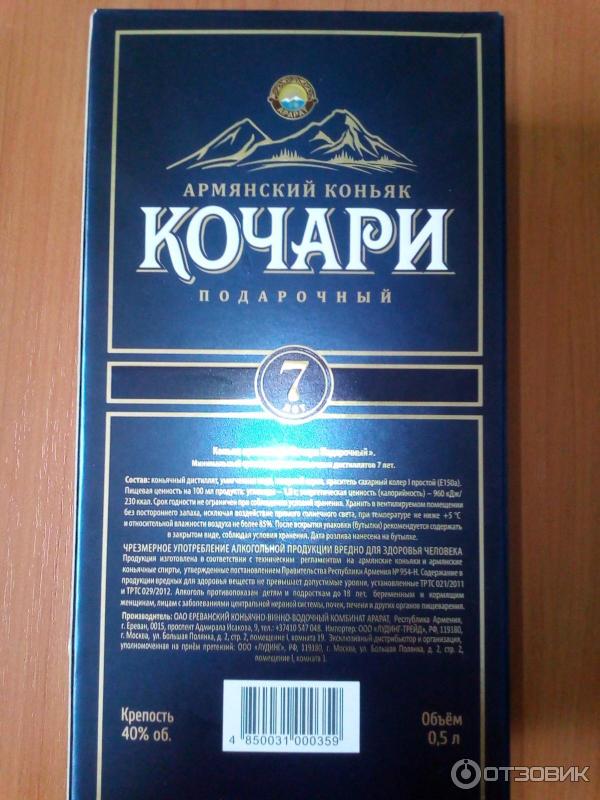 АРАРАТ
АРМЯНСКИЙ КОНЬЯК
КОЧАРИ
ПОДАРОЧНЫЙ
7
ЛЕТ
Подарочный».
дистиллятов 7 лет.
Состав: коньячный дистиллят, краситель сахарный колер I простой (Е150а).
Пищевая ценность на 100 мл продукта: энергетическая ценность (калорийность) – 960 кДж/
230 ккал. Срок годности не ограничен при соблюдении условий хранения. Хранить в вентилируемом помещении
без постороннего запаха, исключая воздействие прямого солнечного света, при температуре не ниже +5 °С
и относительной влажности воздуха не более 85%. После вскрытия упаковки (бутылки) рекомендуется содержать
в закрытом виде, соблюдая условия хранения. Дата розлива нанесена на бутылке.
ЧРЕЗМЕРНОЕ УПОТРЕБЛЕНИЕ АЛКОГОЛЬНОЙ ПРОДУКЦИИ ВРЕДНО ДЛЯ ЗДОРОВЬЯ ЧЕЛОВЕКА
Продукция изготовлена в соответствии с техническим регламентом на армянские коньяки и армянские
коньячные спирты, утвержденные постановлением Правительства Республики Армения № 954-Н. Содержание в
продукции вредных для здоровья веществ не превышает допустимые уровни, установленные ТР ТС 021/2011
и ТР ТС 029/2012. Алкоголь противопоказан детям и подросткам до 18 лет, беременным и кормящим
женщинам, лицам с заболеваниями центральной нервной системы, почек, печени и других органов пищеварения.
Производитель: ОАО ЕРЕВАНСКИЙ КОНЬЯЧНО-ВИННО-ВОДОЧНЫЙ КОМБИНАТ АРАРАТ, Республика Армения,
г. Ереван, 0015, проспект Адмирала Исакова, 9, тел.: +37410 547 048. Импортер: ООО «ЛУДИНГ-ТРЕЙД», РФ, 119180,
г. Москва, ул. Большая Полянка, д. 2, стр. 2, помещение I, комната 19. Эксклюзивный дистрибьютор и организация,
уполномоченная на приём претензий: ООО «ЛУДИНГ», РФ, 119180, г. Москва, ул. Большая Полянка, д. 2, стр. 2,
помещение I, комната 1.
Крепость
40% об.
4 850031 000359
Объём
0,5 л
ОТЗОВИК